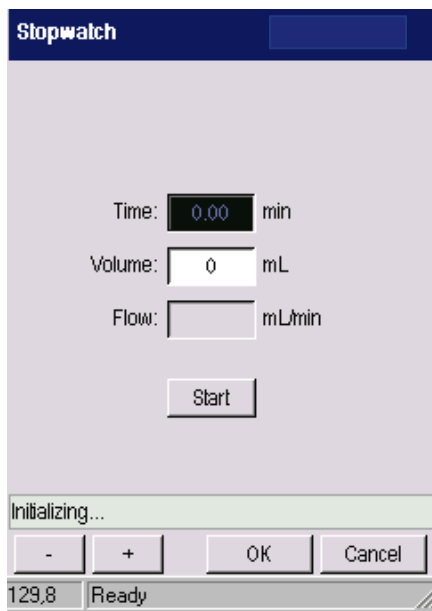 Stopwatch
Time: 0.00 min
Volume: 0 mL
Flow: mL/min
Start
Initializing...
- + OK Cancel
129,8 Ready